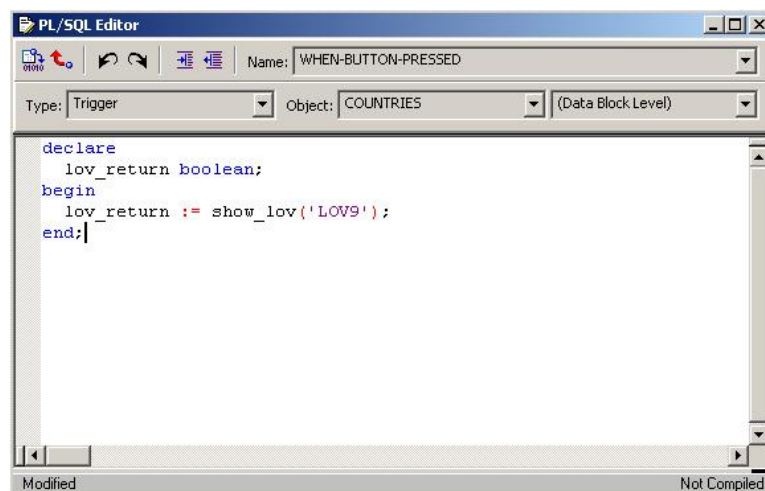 PL/SQL Editor
Name: WHEN-BUTTON-PRESSED
Type: Trigger Object: COUNTRIES (Data Block Level)
declare
lov_return boolean;
begin
lov_return := show_lov('LOV9');
end;
Modified Not Compiled